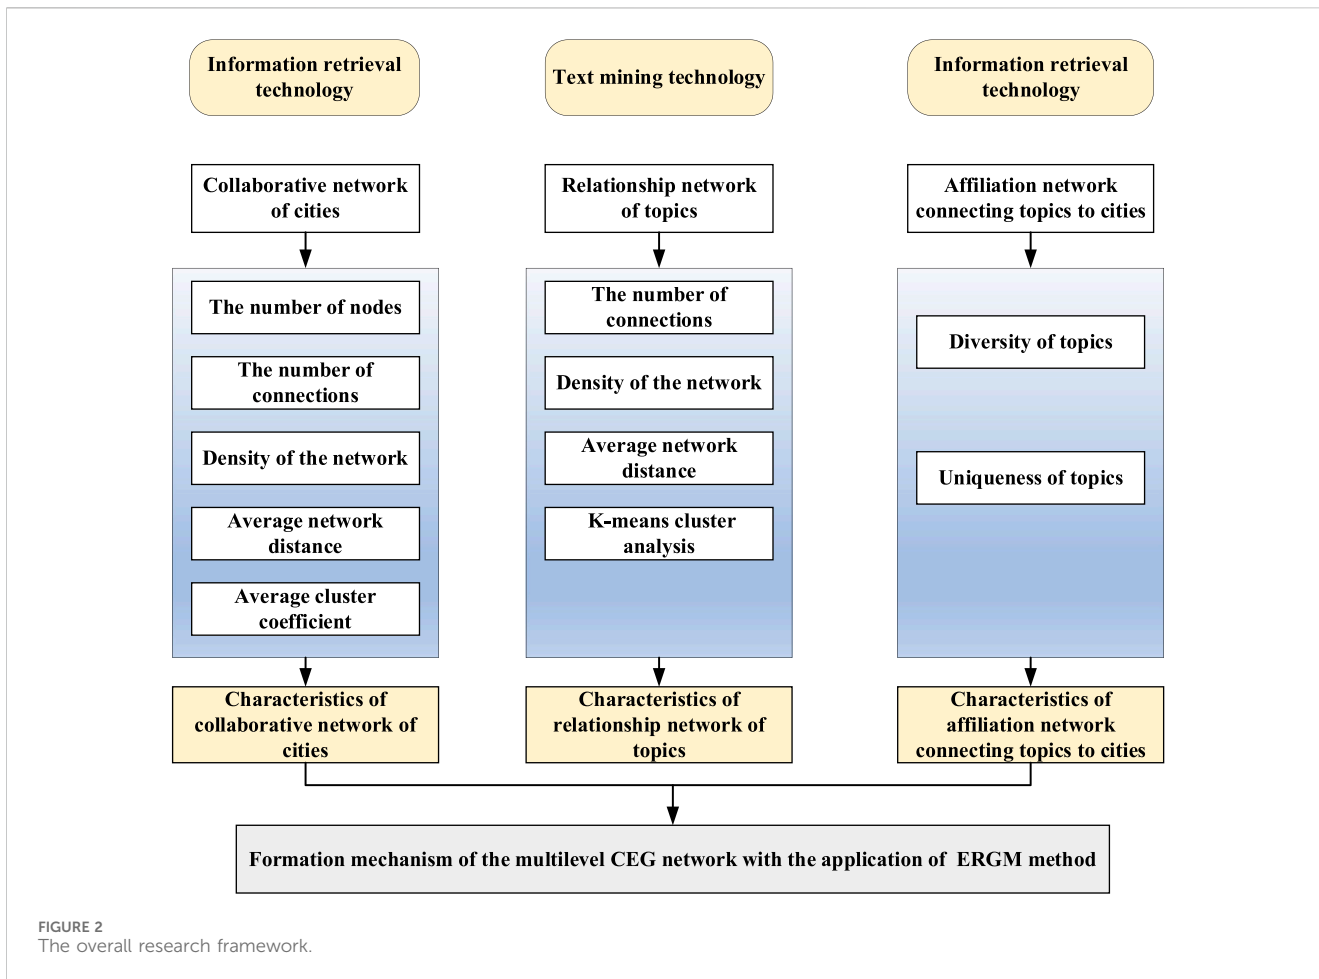 Information retrieval
technology
Text mining technology
Information retrieval
technology
Collaborative network
of cities
Relationship network
of topics
Affiliation network
connecting topics to cities
The number of nodes
The number of
connections
Density of the network
Average network
distance
Average cluster
coefficient
The number of
connections
Density of the network
Average network
distance
K-means cluster
analysis
Diversity of topics
Uniqueness of topics
Characteristics of
collaborative network of
cities
Characteristics of
relationship network of
topics
Characteristics of
affiliation network
connecting topics to cities
Formation mechanism of the multilevel CEG network with the application of ERGM method
FIGURE 2
The overall research framework.